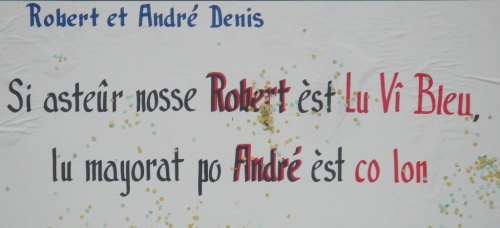 Robert et André Denis
Si asteûr nosse Robert èst Lu Vî Bleu,
lu mayorat po André èst co lon!